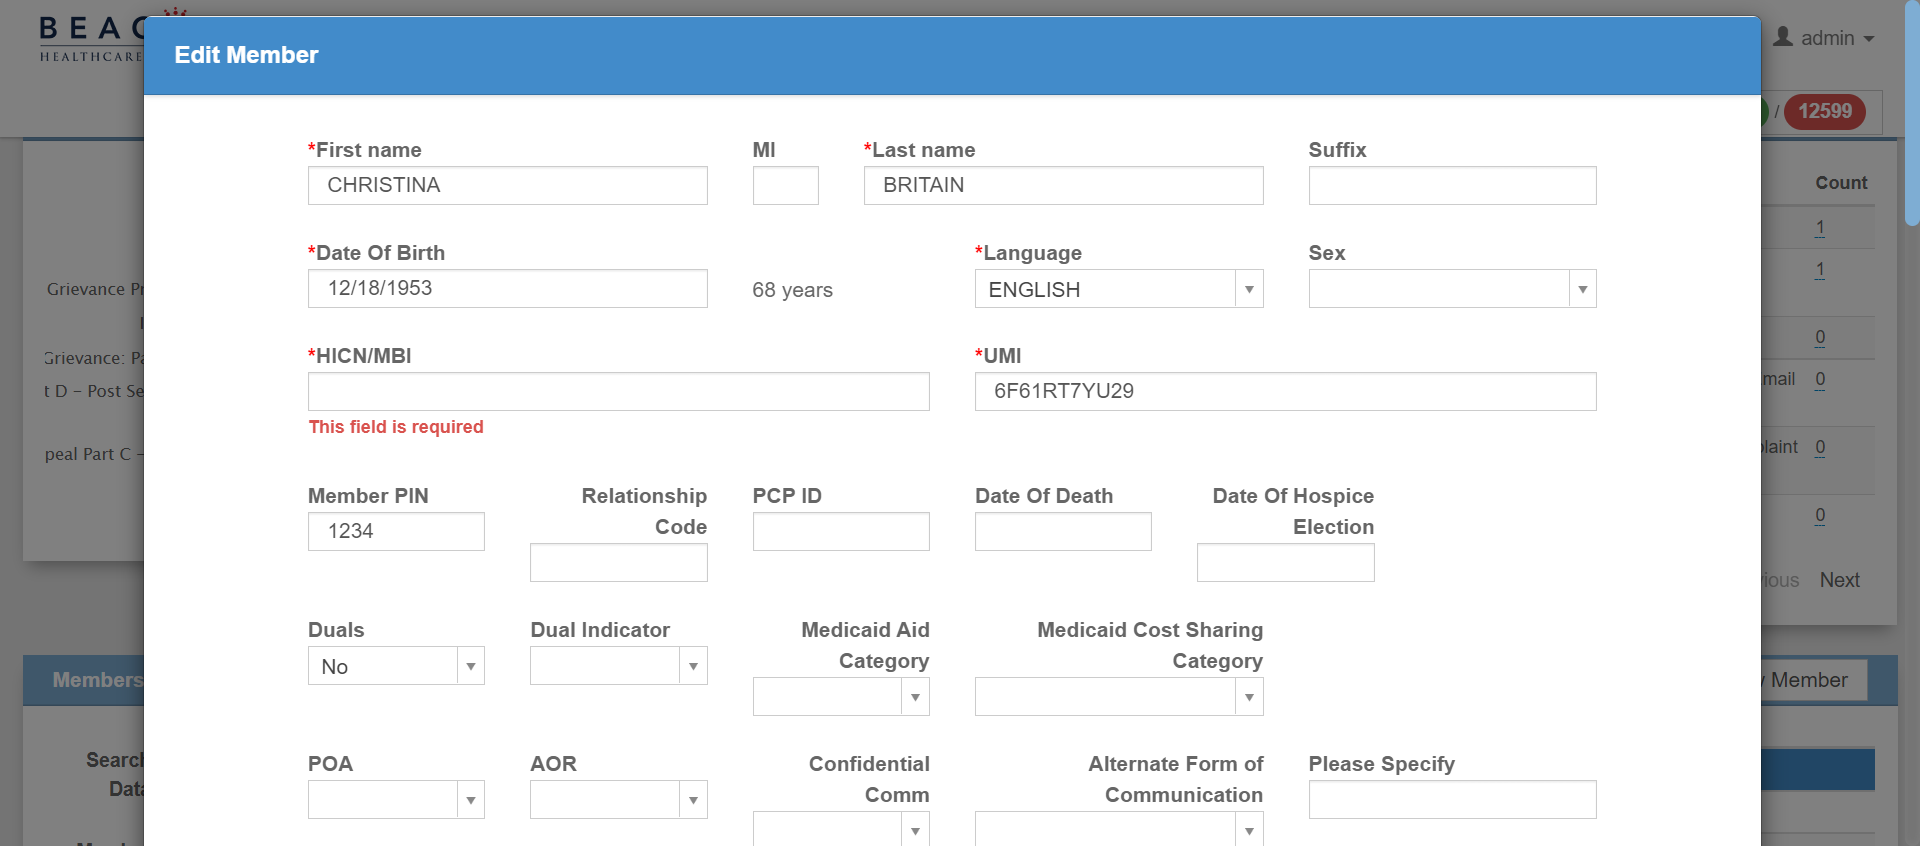 BEAC
HEALTHCARE
admin
Edit Member
/ 12599
*First name
MI
*Last name
Suffix
CHRISTINA
BRITAIN
Count
1
*Date Of Birth
*Language
Sex
12/18/1953
68 years
ENGLISH
Grievance
1
*HICN/MBI
*UMI
0
Grievance:
6F61RT7YU29
mail 0
t D - Post Se
This field is required
peal Part C -
laint 0
Member PIN
Relationship
Code
PCP ID
Date Of Death
Date Of Hospice
Election
1234
0
Next
Duals
Dual Indicator
Medicaid Aid
Category
Medicaid Cost Sharing
Category
No
Members
Member
POA
AOR
Confidential
Comm
Alternate Form of
Communication
Please Specify
Search
Data